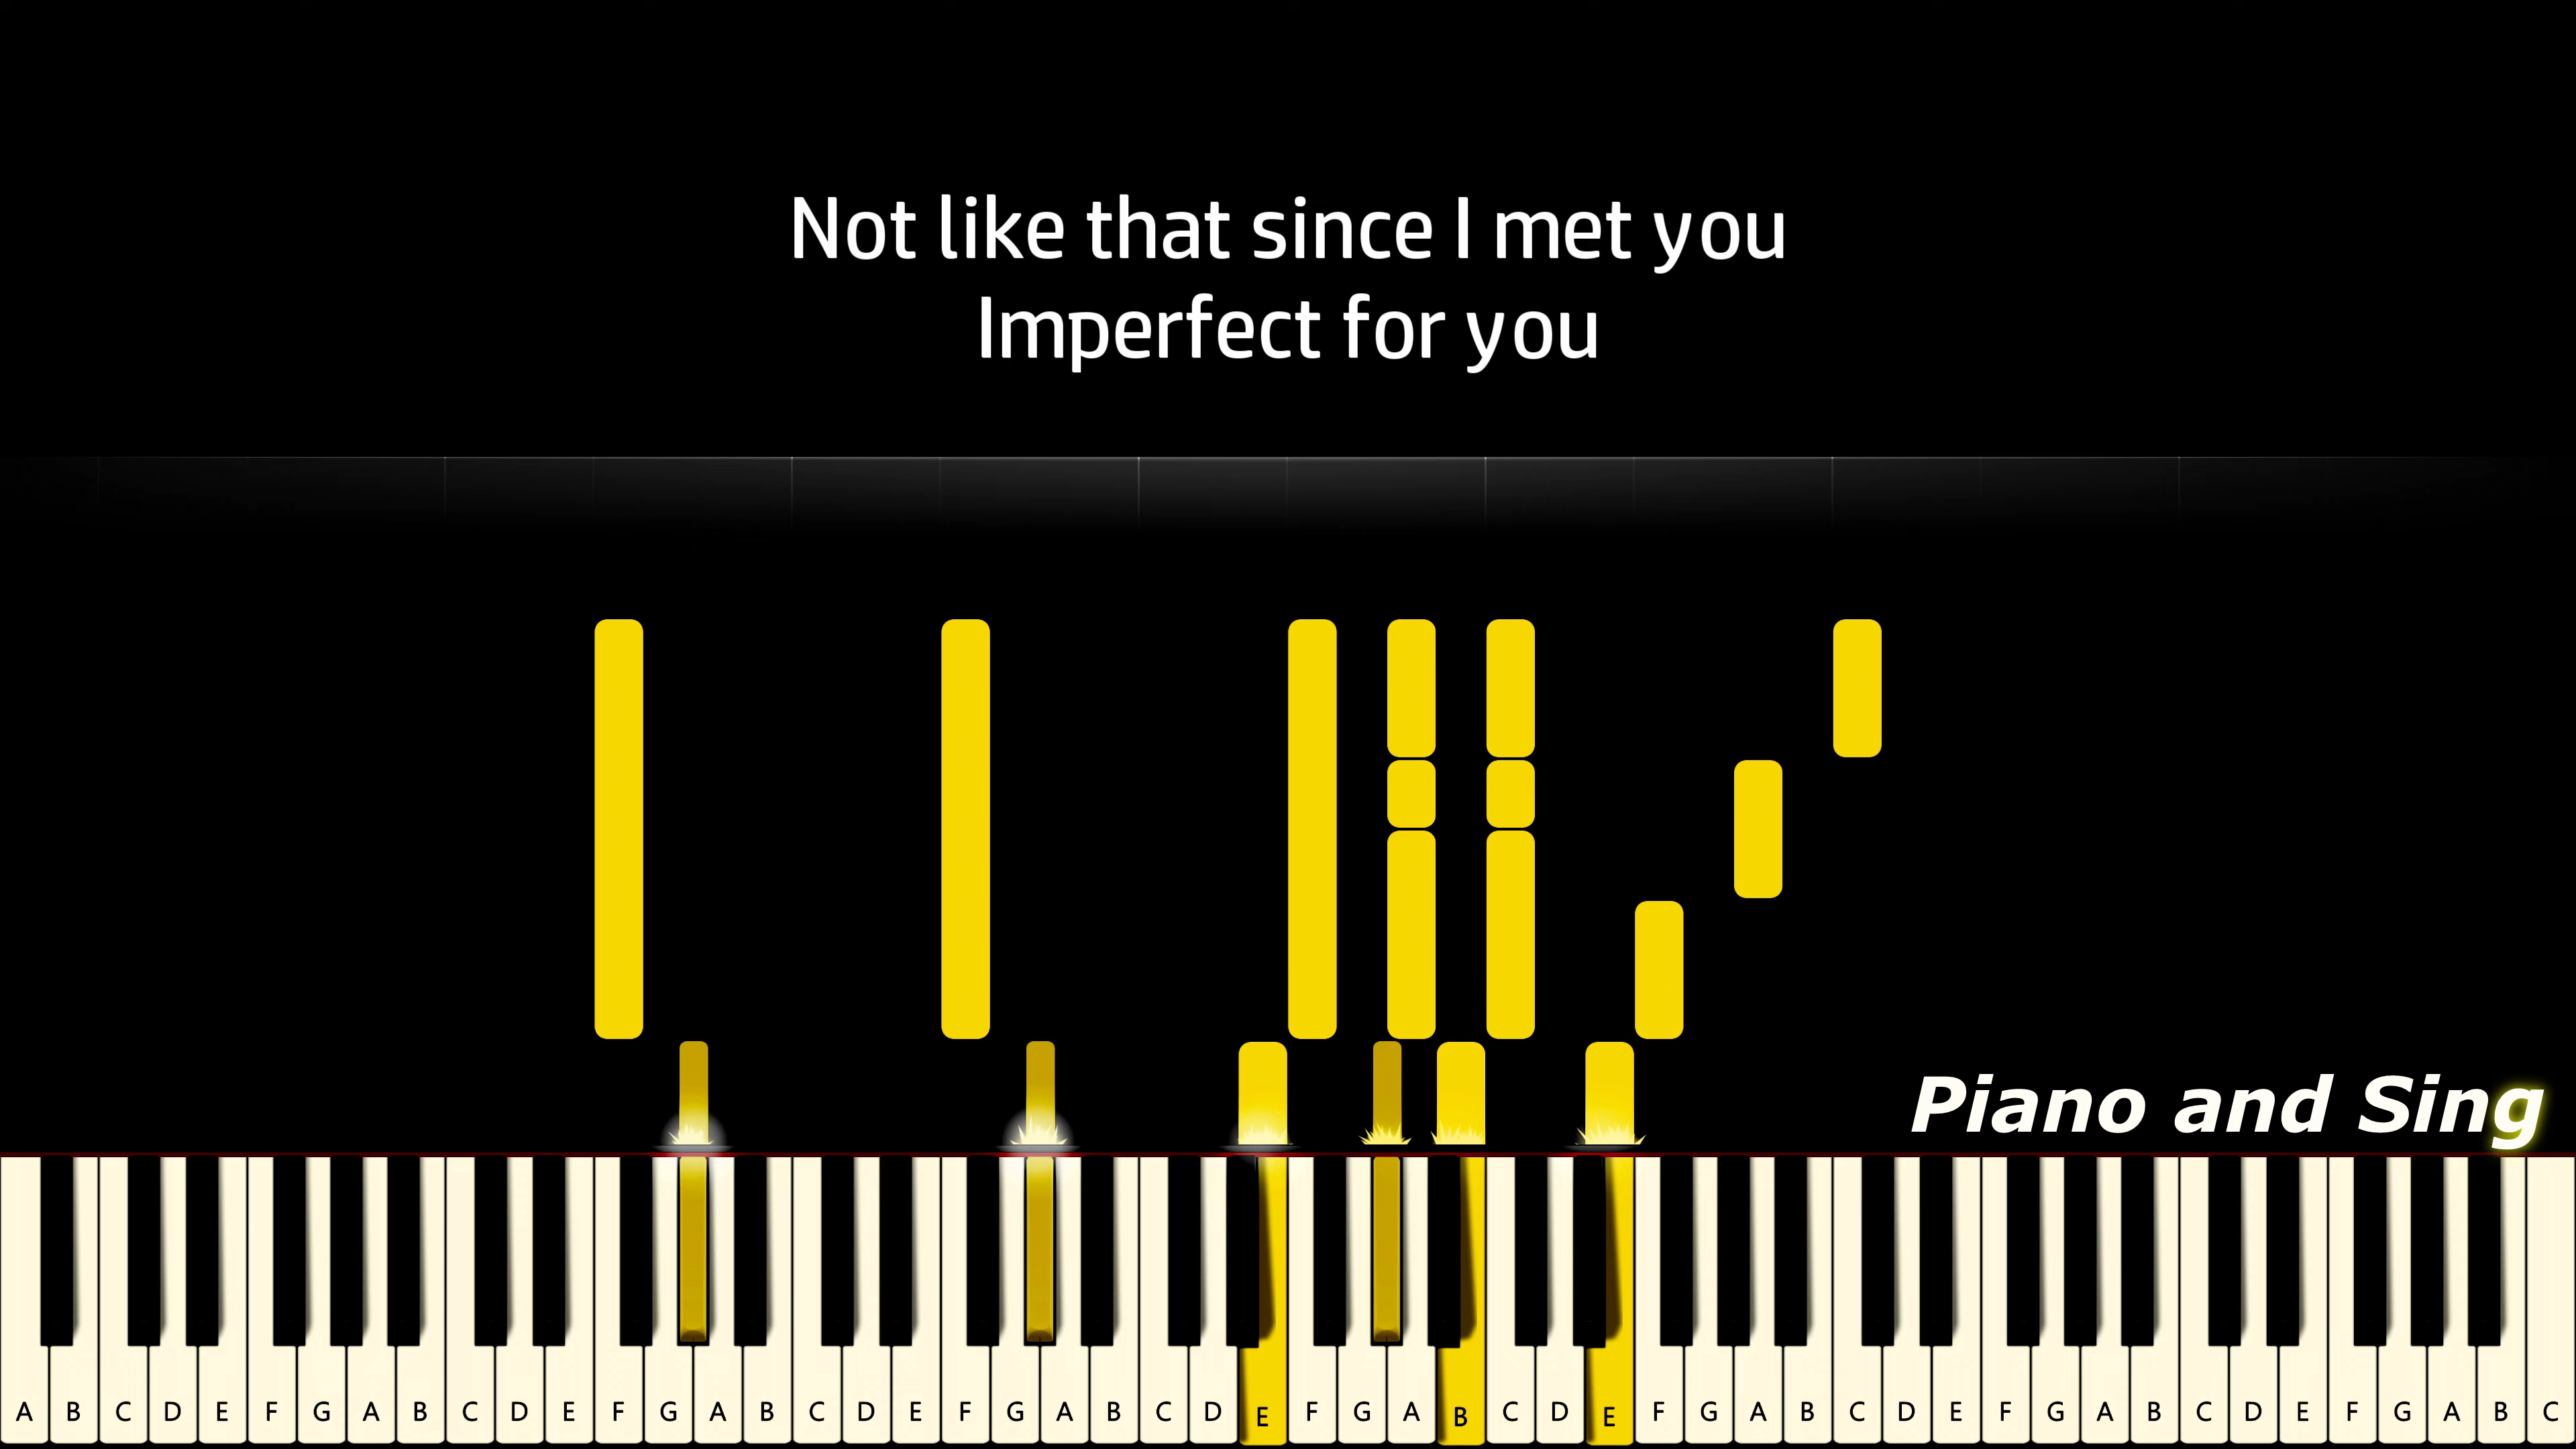 Not like that since I met you
Imperfect for you
Piano and Sing
A B C D E F G A B C D E F G A B C D E F G A B C D E F G A B C D E F G A B C D E F G A B C D E F G A B C